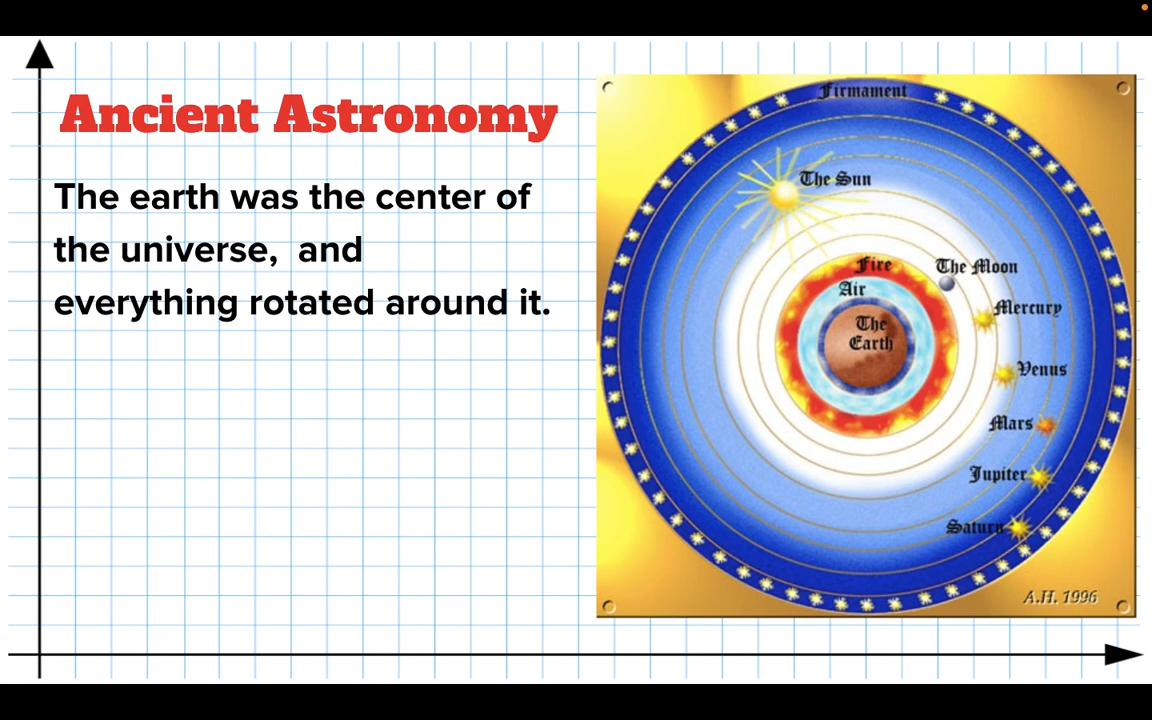 Ancient Astronomy
The earth was the center of
the universe,  and
everything rotated around it.
Firmament
The Sun
Fire
The Moon
Air
Mercury
The
Earth
Venus
Mars
Jupiter
Saturn
A.H. 1996